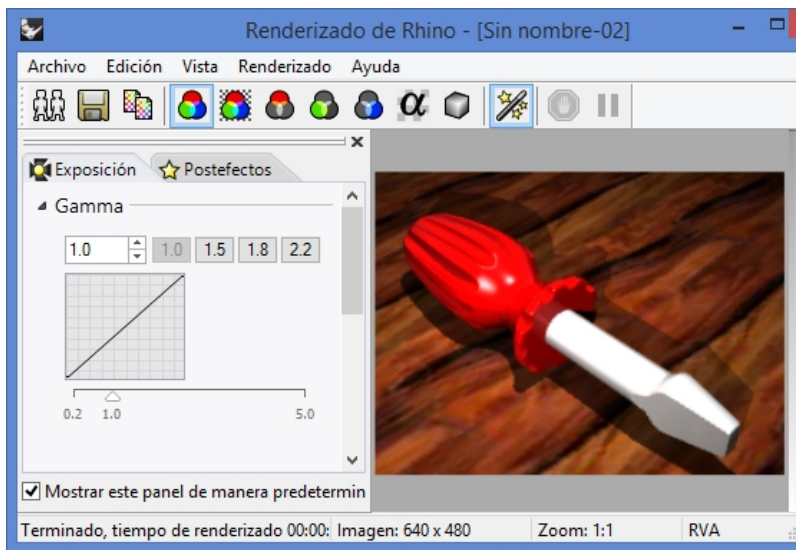 Renderizado de Rhino - [Sin nombre-02]
Archivo Edición Vista Renderizado Ayuda
α
Exposición Postefectos
Gamma
1.0 1.0 1.5 1.8 2.2
0.2 1.0 5.0
Mostrar este panel de manera predetermin
Terminado, tiempo de renderizado 00:00: Imagen: 640 x 480 Zoom: 1:1 RVA